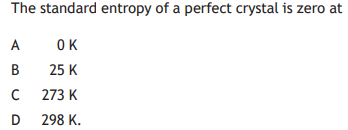 The standard entropy of a perfect crystal is zero at
A 0 K
B 25 K
C 273 K
D 298 K.